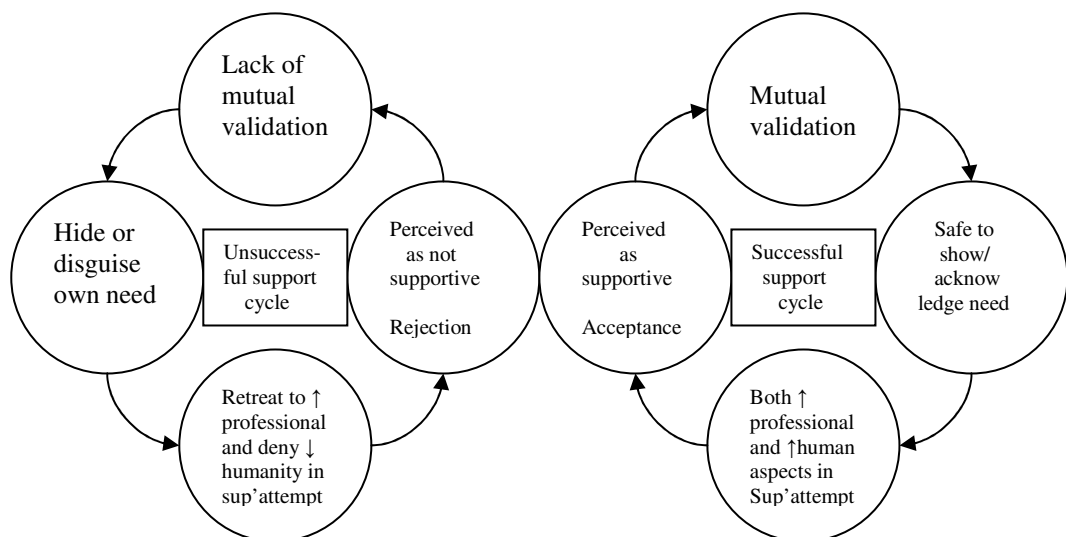 Lack of
mutual
validation
Hide or
disguise
own need
Unsuccess-
ful support
cycle
Perceived
as not
supportive
Rejection
Retreat to ↑
professional
and deny ↓
humanity in
sup’attempt
Mutual
validation
Perceived
as
supportive
Acceptance
Successful
support
cycle
Safe to
show/
acknow
ledge need
Both ↑
professional
and ↑human
aspects in
Sup’attempt